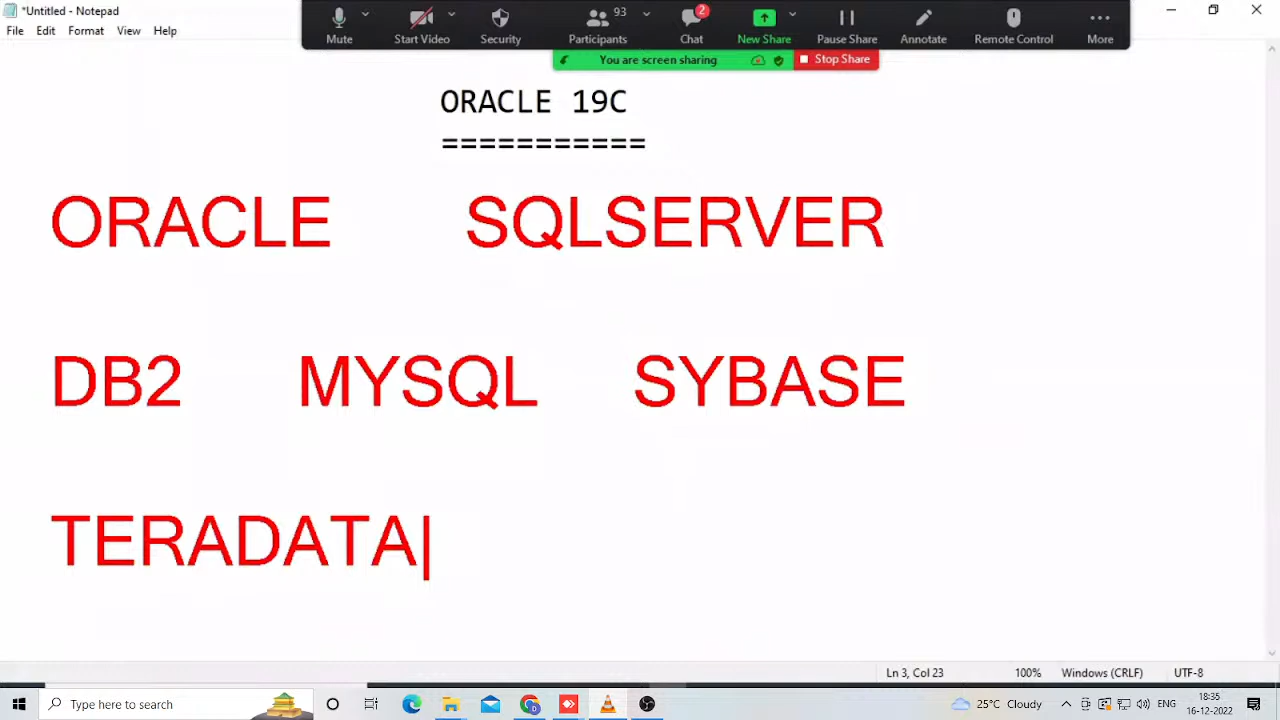 *Untitled - Notepad
File Edit Format View Help
Mute Start Video Security Participants 93 Chat 2 New Share Pause Share Annotate Remote Control More
You are screen sharing Stop Share
ORACLE 19C
===========
ORACLE SQLSERVER
DB2 MYSQL SYBASE
TERADATA
Ln 3, Col 23 100% Windows (CRLF) UTF-8
Type here to search 25°C Cloudy ENG 18:35
16-12-2022